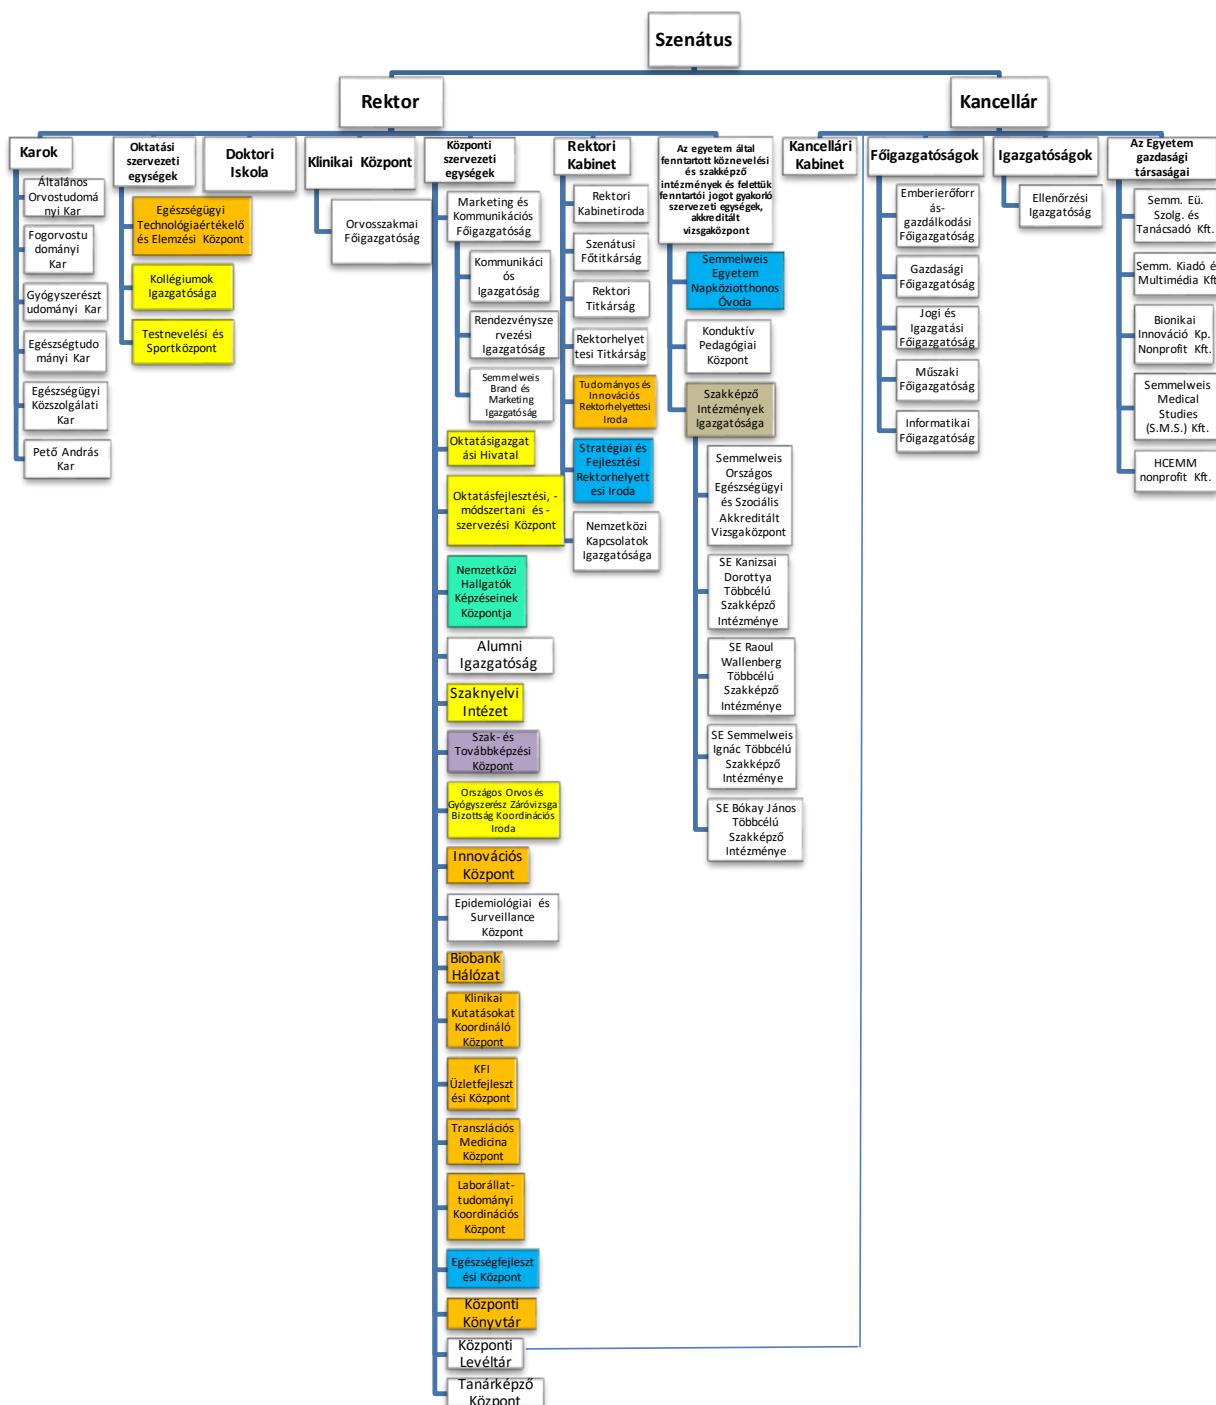 Szenátus
Rektor
Kancellár
Karok
Általános
Orvostudomá
nyi Kar
Fogorvostu
dományi
Kar
Gyógyszerészt
udományi Kar
Egészségtudo
mányi Kar
Egészségügyi
Közszolgálati
Kar
Pető András
Kar
Oktatási
szervezeti
egységek
Egészségügyi
Technológiaértékelő
és Elemzési Központ
Kollégiumok
Igazgatósága
Testnevelési és
Sportközpont
Doktori
Iskola
Klinikai Központ
Orvosszakmai
Főigazgatóság
Központi
szervezeti
egységek
Marketing és
Kommunikációs
Főigazgatóság
Kommunikáci
ós
Igazgatóság
Rendezvénysze
rvezési
Igazgatóság
Semmelweis
Brand és
Marketing
Igazgatóság
Oktatásigazgat
ási Hivatal
Oktatásfejlesztési, -
módszertani és -
szervezési Központ
Nemzetközi
Hallgatók
Képzéseinek
Központja
Alumni
Igazgatóság
Szaknyelvi
Intézet
Szak- és
Továbbképzési
Központ
Országos Orvos és
Gyógyszerész Záróvizsga
Bizottság Koordinációs
Iroda
Innovációs
Központ
Epidemiológiai és
Surveillance
Központ
Biobank
Hálózat
Klinikai
Kutatásokat
Koordináló
Központ
KFI
Üzletfejleszt
ési Központ
Transzlációs
Medicina
Központ
Laborállat-
tudományi
Koordinációs
Központ
Egészségfejleszt
ési Központ
Központi
Könyvtár
Központi
Levéltár
Tanárképző
Központ
Rektori
Kabinet
Rektori
Kabinetiroda
Szenátusi
Főtitkárság
Rektori
Titkárság
Rektorhelyet
tesi Titkárság
Tudományos és
Innovációs
Rektorhelyettesi
Iroda
Stratégiai és
Fejlesztési
Rektorhelyett
esi Iroda
Nemzetközi
Kapcsolatok
Igazgatósága
Az egyetem által
fenntartott köznevelési
és szakképző
intézmények és felettük
fenntartói jogot gyakorló
szervezeti egységek,
akkreditált
vizsgaközpont
Semmelweis
Egyetem
Napköziotthonos
Óvoda
Konduktív
Pedagógiai
Központ
Szakképző
Intézmények
Igazgatósága
Semmelweis
Országos
Egészségügyi
és Szociális
Akkreditált
Vizsgaközpont
SE Kanizsai
Dorottya
Többcélú
Szakképző
Intézménye
SE Raoul
Wallenberg
Többcélú
Szakképző
Intézménye
SE Semmelweis
Ignác Többcélú
Szakképző
Intézménye
SE Bókay János
Többcélú
Szakképző
Intézménye
Kancellári
Kabinet
Főigazgatóságok
Emberierőforr
ás-
gazdálkodási
Főigazgatóság
Gazdasági
Főigazgatóság
Jogi és
Igazgatási
Főigazgatóság
Műszaki
Főigazgatóság
Informatikai
Főigazgatóság
Igazgatóságok
Ellenőrzési
Igazgatóság
Az Egyetem
gazdasági
társaságai
Semm. Eü.
Szolg. és
Tanácsadó Kft.
Semm. Kiadó é
Multimédia Kft
Bionikai
Innováció Kp.
Nonprofit Kft.
Semmelweis
Medical
Studies
(S.M.S.) Kft.
HCEMM
nonprofit Kft.